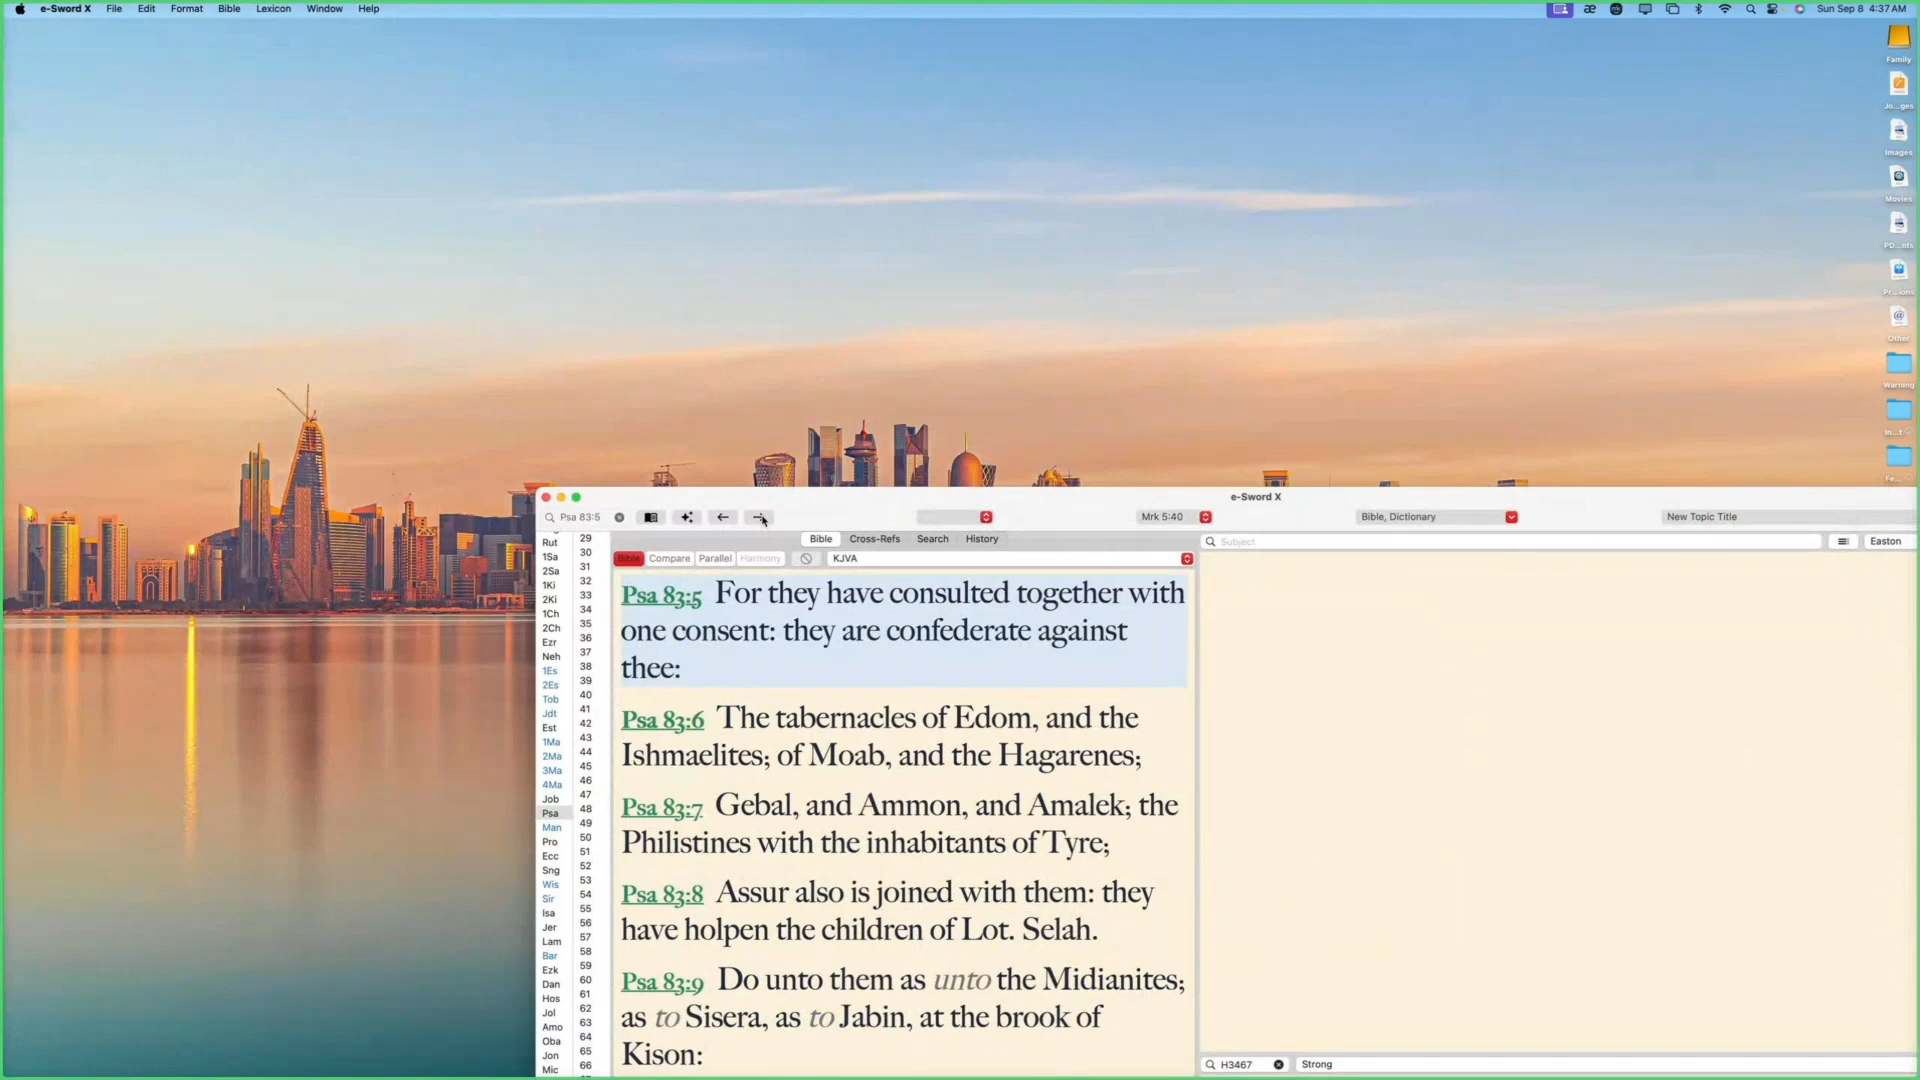 e-Sword X File Edit Format Bible Lexicon Window Help
Sun Sep 8 4:37 AM
Family
Jo...ges
Images
Movies
PD...nts
Pr...ions
Other
Warning
In...t
Fe...
e-Sword X
Psa 83:5
Mrk 5:40
Bible, Dictionary
New Topic Title
Bible Cross-Refs Search History
Subject
Easton
Bible Compare Parallel Harmony KJVA
Rut
1Sa
2Sa
1Ki
2Ki
1Ch
2Ch
Ezr
Neh
1Es
2Es
Tob
Jdt
Est
1Ma
2Ma
3Ma
4Ma
Job
Psa
Man
Pro
Ecc
Sng
Wis
Sir
Isa
Jer
Lam
Bar
Ezk
Dan
Hos
Jol
Amo
Oba
Jon
Mic
29
30
31
32
33
34
35
36
37
38
39
40
41
42
43
44
45
46
47
48
49
50
51
52
53
54
55
56
57
58
59
60
61
62
63
64
65
66
Psa 83:5 For they have consulted together with
one consent: they are confederate against
thee:
Psa 83:6 The tabernacles of Edom, and the
Ishmaelites; of Moab, and the Hagarenes;
Psa 83:7 Gebal, and Ammon, and Amalek; the
Philistines with the inhabitants of Tyre;
Psa 83:8 Assur also is joined with them: they
have holpen the children of Lot. Selah.
Psa 83:9 Do unto them as unto the Midianites;
as to Sisera, as to Jabin, at the brook of
Kison:
H3467
Strong